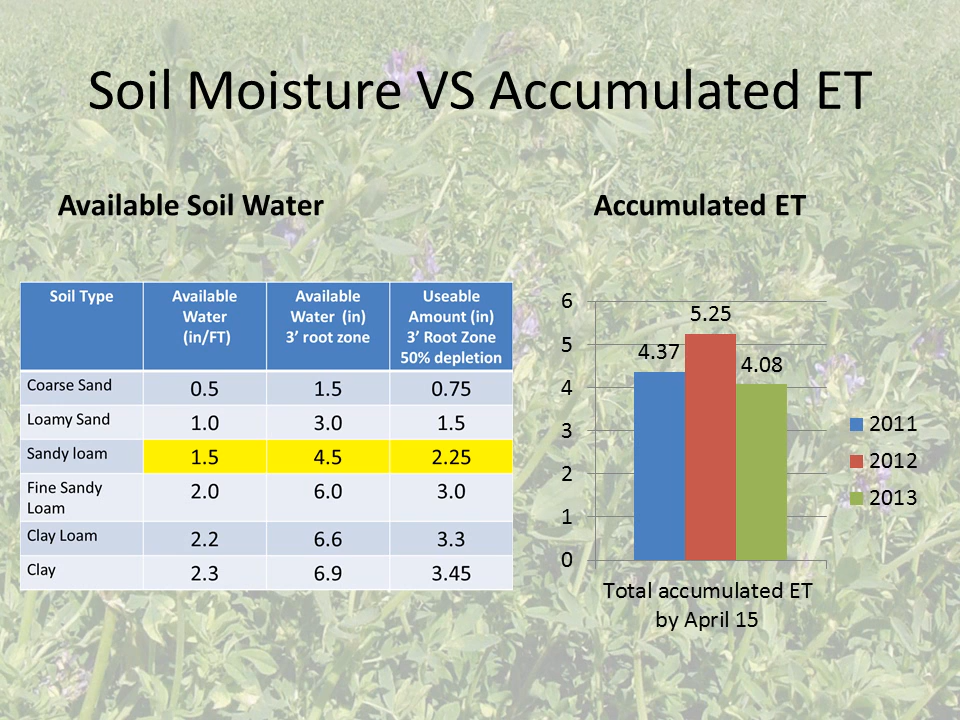 Soil Moisture VS Accumulated ET
Available Soil Water
Soil Type
Available
Water
(in/FT)
Available
Water (in)
3’ root zone
Useable
Amount (in)
3’ Root Zone
50% depletion
Coarse Sand 0.5 1.5 0.75
Loamy Sand 1.0 3.0 1.5
Sandy loam 1.5 4.5 2.25
Fine Sandy
Loam 2.0 6.0 3.0
Clay Loam 2.2 6.6 3.3
Clay 2.3 6.9 3.45
Accumulated ET
6
5
4
3
2
1
0
4.37
5.25
4.08
Total accumulated ET
by April 15
2011
2012
2013